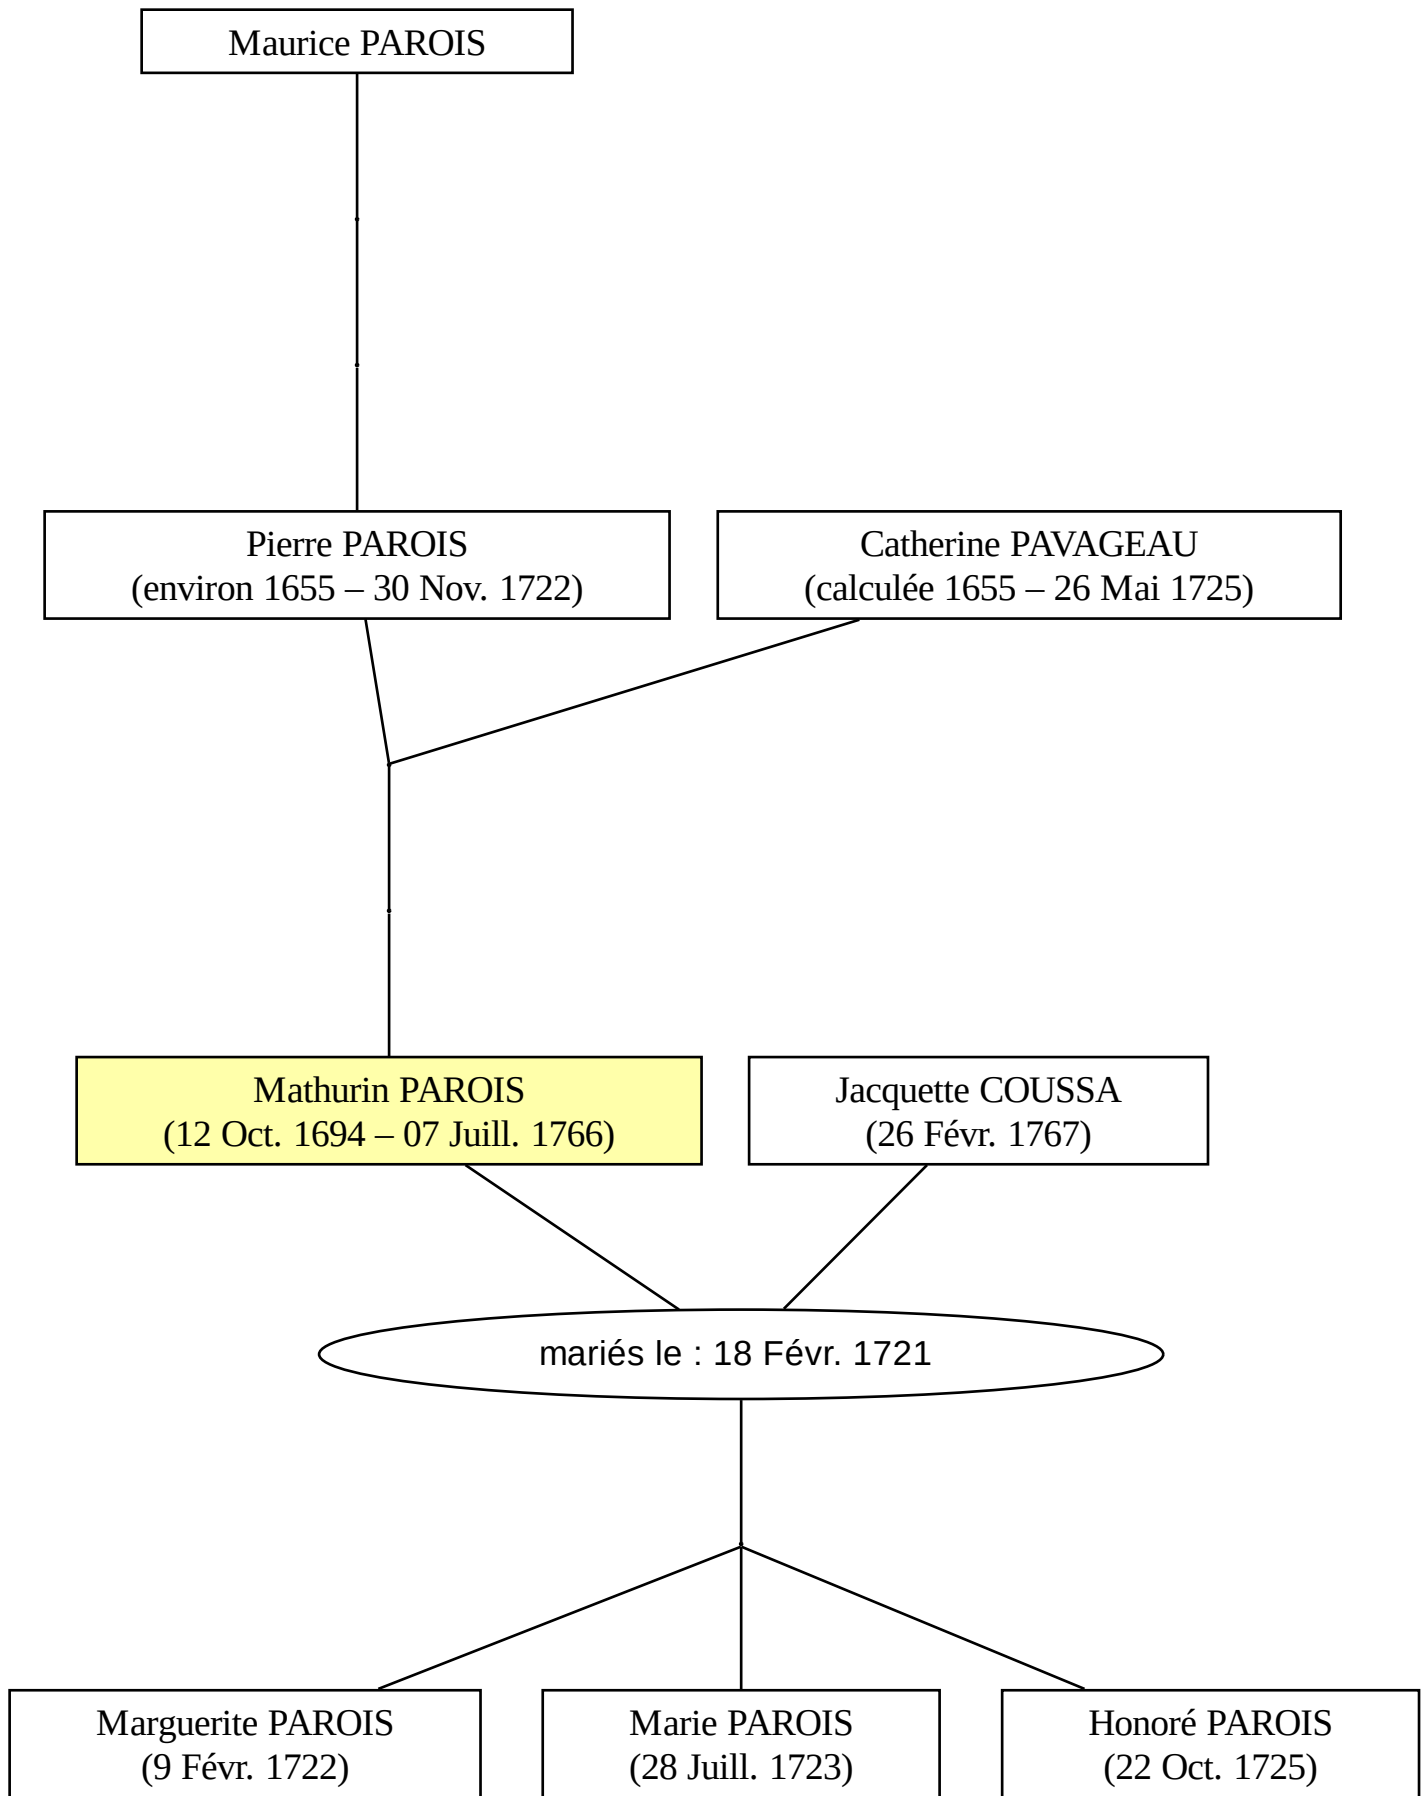 Maurice PAROIS
Pierre PAROIS
(environ 1655 – 30 Nov. 1722)
Catherine PAVAGEAU
(calculée 1655 – 26 Mai 1725)
Mathurin PAROIS
(12 Oct. 1694 – 07 Juill. 1766)
Jacquette COUSSA
(26 Févr. 1767)
mariés le : 18 Févr. 1721
Marguerite PAROIS
(9 Févr. 1722)
Marie PAROIS
(28 Juill. 1723)
Honoré PAROIS
(22 Oct. 1725)